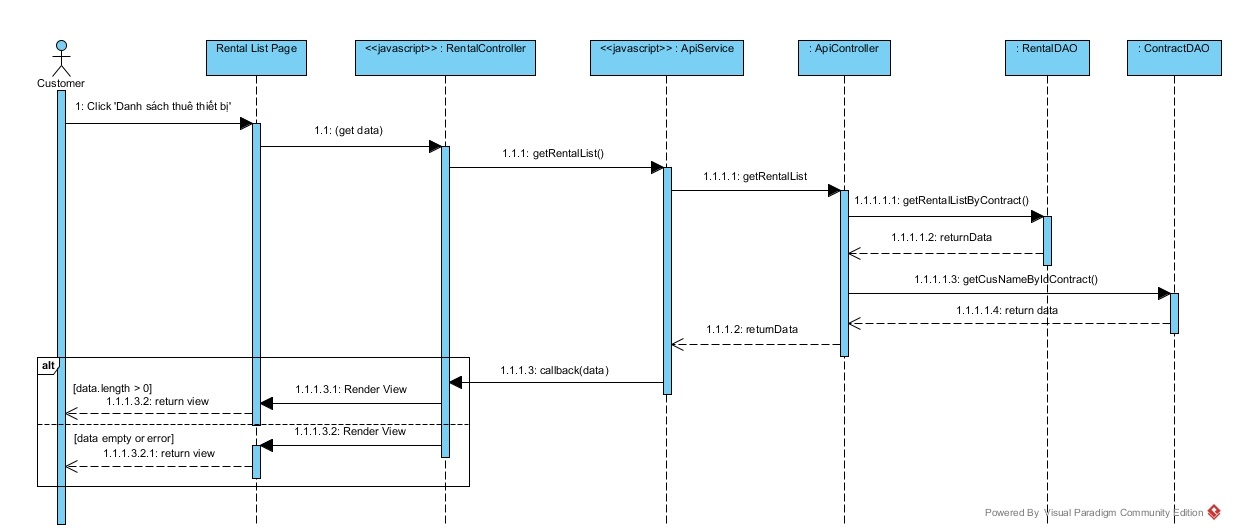 Rental List Page
<<javascript>> : RentalController
<<javascript>> : ApiService
: ApiController
: RentalDAO
: ContractDAO
Customer
1: Click 'Danh sách thuê thiết bị'
1.1: (get data)
1.1.1: getRentalList()
1.1.1.1: getRentalList
1.1.1.1.1: getRentalListByContract()
1.1.1.1.2: returnData
1.1.1.1.3: getCusNameByIdContract()
1.1.1.1.4: return data
1.1.1.2: returnData
alt
1.1.1.3: callback(data)
[data.length > 0]
1.1.1.3.1: Render View
1.1.1.3.2: return view
1.1.1.3.2: Render View
[data empty or error]
1.1.1.3.2.1: return view
Powered By Visual Paradigm Community Edition